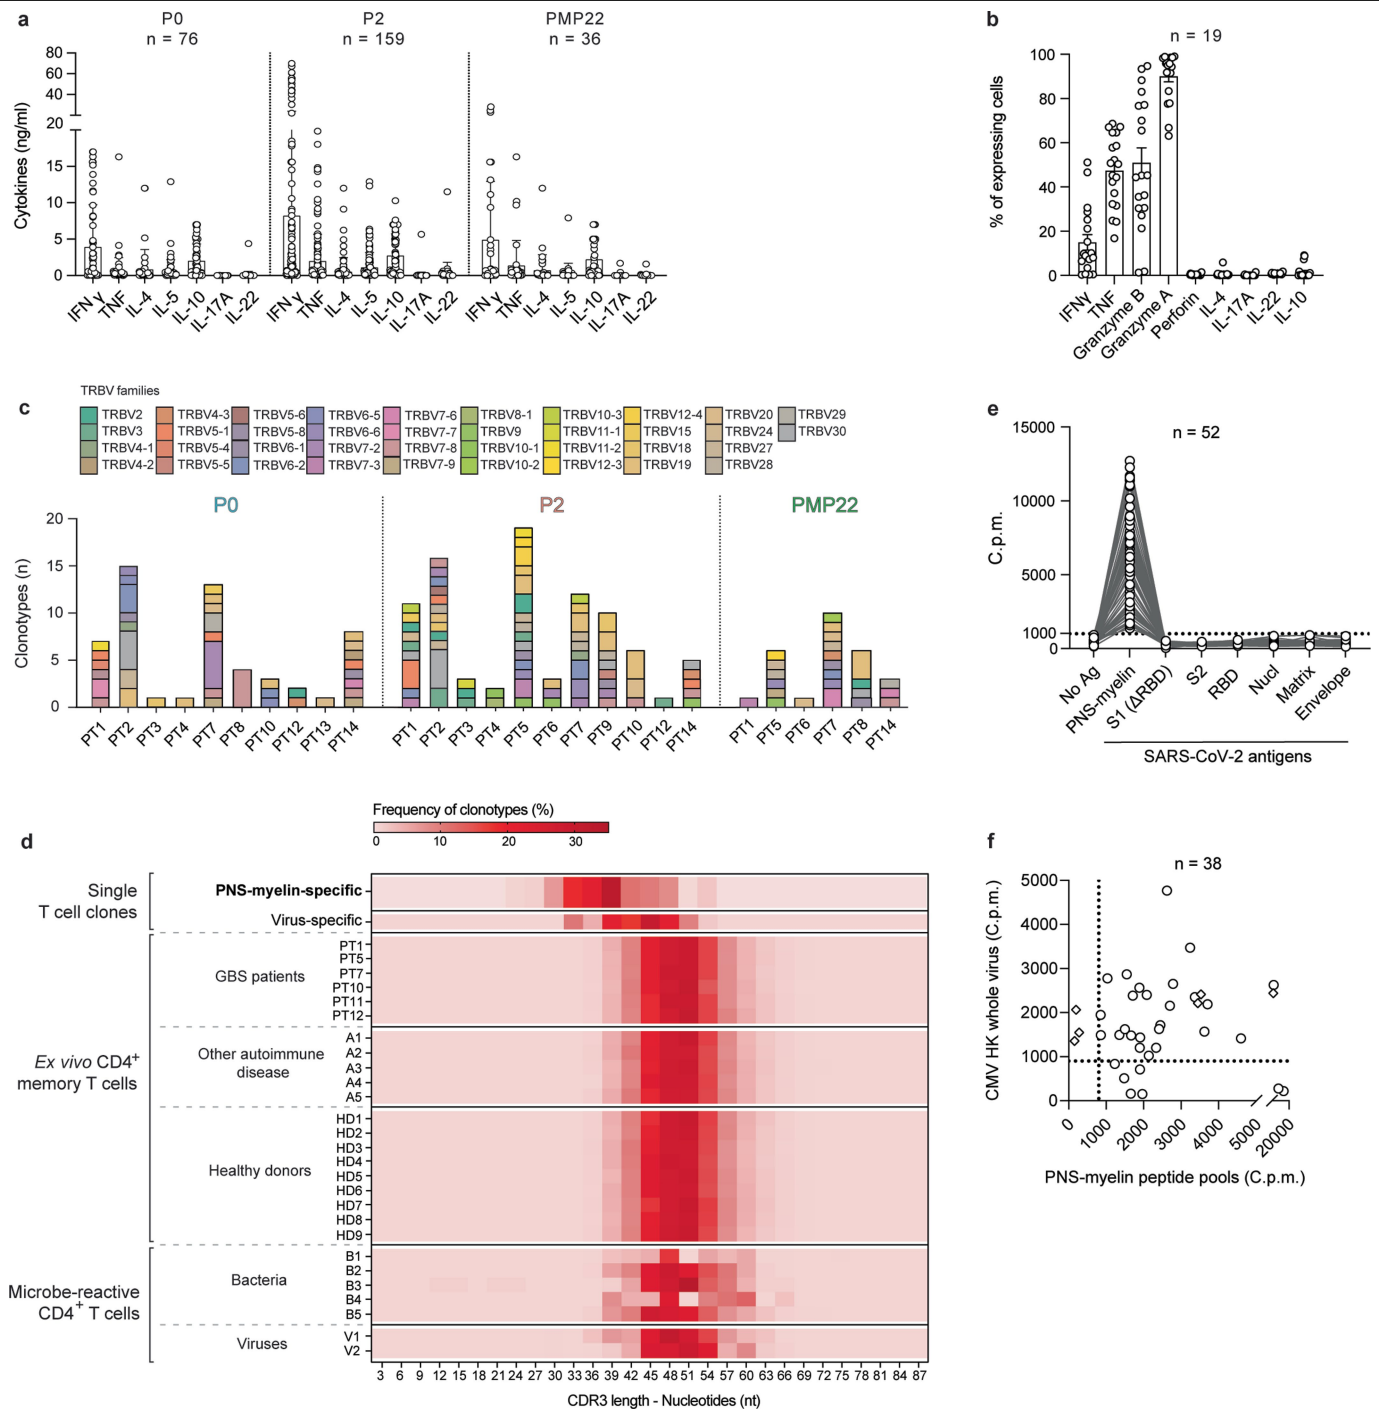 a
P0
n = 76
P2
n = 159
PMP22
n = 36
Cytokines (ng/ml)
80
60
40
20
15
10
5
0
IFN γ
TNF
IL-4
IL-5
IL-10
IL-17A
IL-22
IFN γ
TNF
IL-4
IL-5
IL-10
IL-17A
IL-22
IFN γ
TNF
IL-4
IL-5
IL-10
IL-17A
IL-22
b
n = 19
% of expressing cells
100
80
60
40
20
0
IFNγ
TNF
Granzyme B
Granzyme A
Perforin
IL-4
IL-17A
IL-22
IL-10
c
TRBV families
TRBV2 TRBV4-3 TRBV5-6 TRBV6-5 TRBV7-6 TRBV8-1 TRBV10-3 TRBV12-4 TRBV20 TRBV29
TRBV3 TRBV5-1 TRBV5-8 TRBV6-6 TRBV7-7 TRBV9 TRBV11-1 TRBV15 TRBV24 TRBV30
TRBV4-1 TRBV5-4 TRBV6-1 TRBV7-2 TRBV7-8 TRBV10-1 TRBV11-2 TRBV18 TRBV27
TRBV4-2 TRBV5-5 TRBV6-2 TRBV7-3 TRBV7-9 TRBV10-2 TRBV12-3 TRBV19 TRBV28
P0
P2
PMP22
Clonotypes (n)
20
15
10
5
0
PT1
PT2
PT3
PT4
PT7
PT8
PT10
PT12
PT13
PT14
PT1
PT2
PT3
PT4
PT5
PT6
PT7
PT9
PT10
PT12
PT14
PT1
PT5
PT6
PT7
PT8
PT14
e
n = 52
C.p.m.
15000
10000
5000
1000
0
No Ag
PNS-myelin
S1 (ΔRBD)
S2
RBD
Nucl
Matrix
Envelope
SARS-CoV-2 antigens
d
Frequency of clonotypes (%)
0 10 20 30
Single
T cell clones
PNS-myelin-specific
Virus-specific
Ex vivo CD4+
memory T cells
GBS patients
PT1
PT5
PT7
PT10
PT11
PT12
Other autoimmune
disease
A1
A2
A3
A4
A5
Healthy donors
HD1
HD2
HD3
HD4
HD5
HD6
HD7
HD8
HD9
Microbe-reactive
CD4+ T cells
Bacteria
B1
B2
B3
B4
B5
Viruses
V1
V2
3 6 9 12 15 18 21 24 27 30 33 36 39 42 45 48 51 54 57 60 63 66 69 72 75 78 81 84 87
CDR3 length - Nucleotides (nt)
f
n = 38
CMV HK whole virus (C.p.m.)
5000
4000
3000
2000
1000
0
0
1000
2000
3000
4000
5000
20000
PNS-myelin peptide pools (C.p.m.)